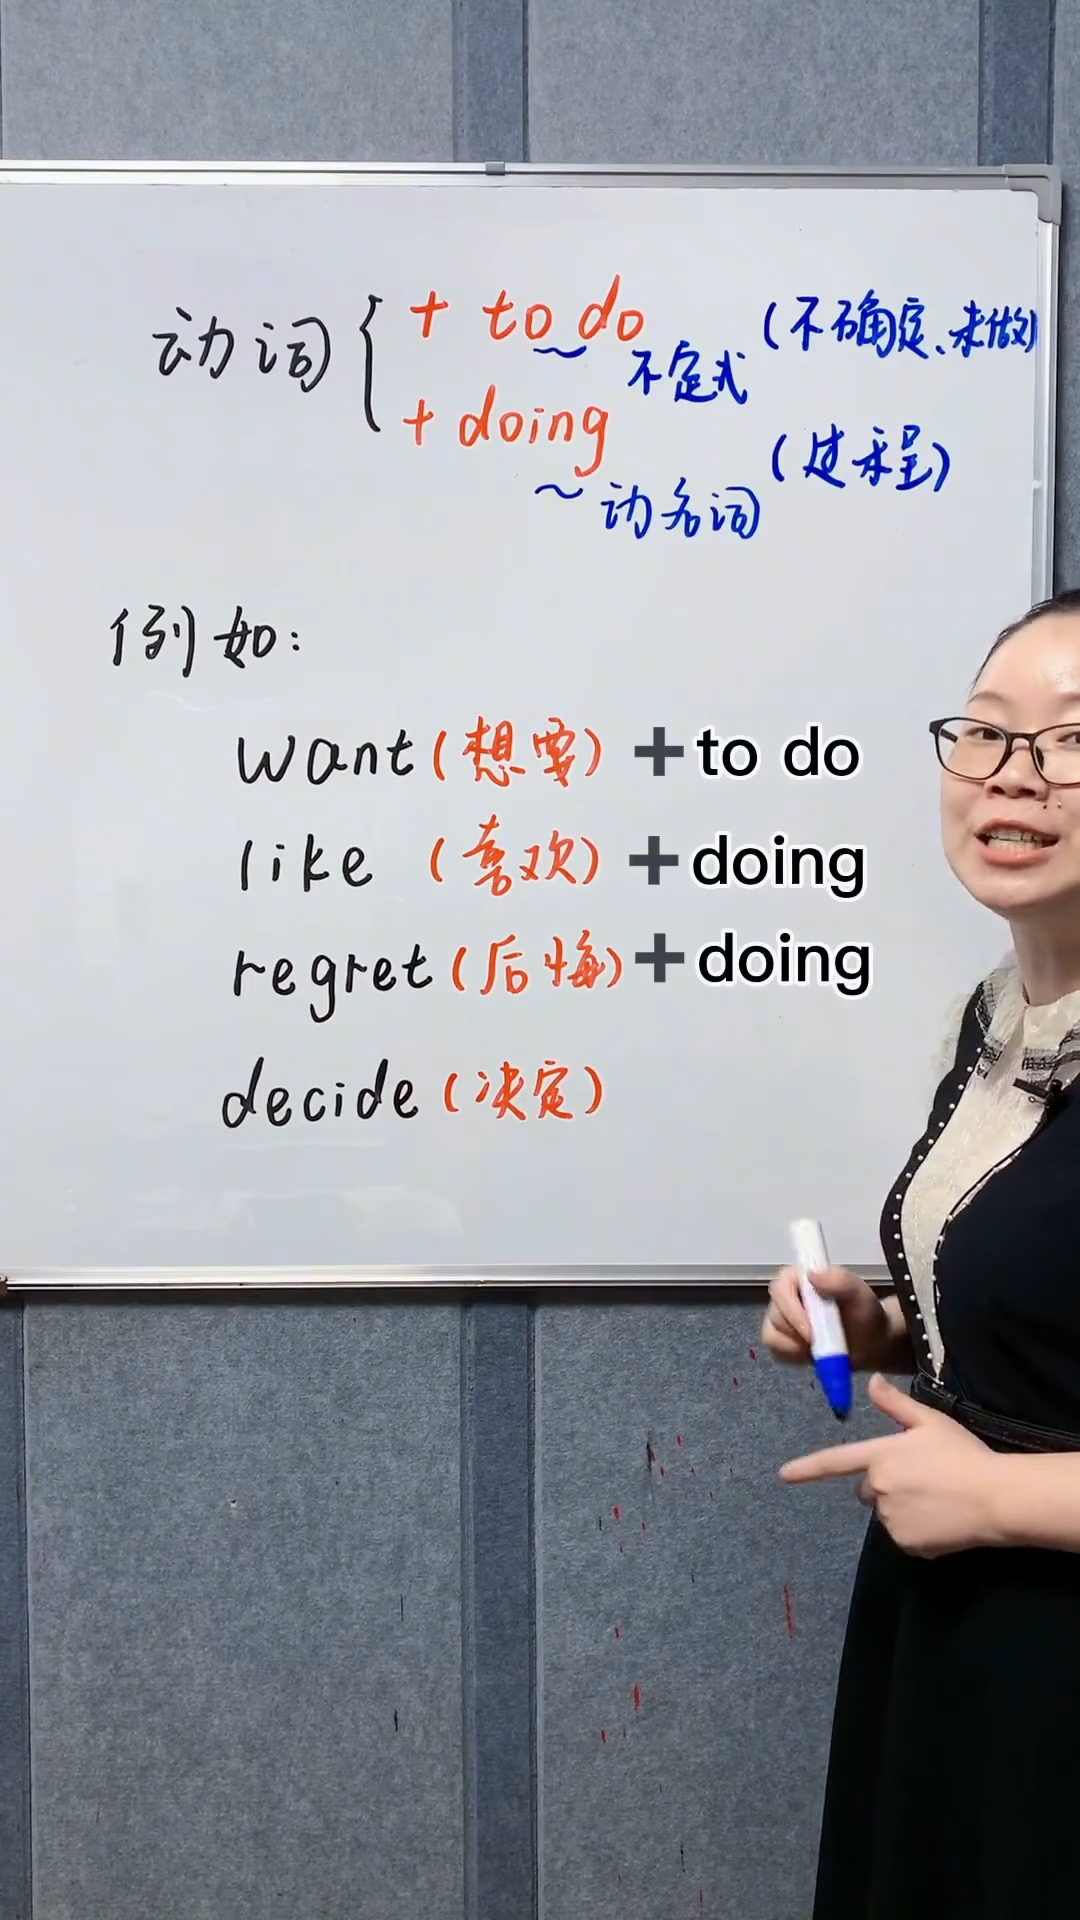 动词 { + to do (不确定、未做)
~ 不定式
+ doing (过程)
~ 动名词
例如:
want (想要) + to do
like (喜欢) + doing
regret (后悔) + doing
decide (决定)